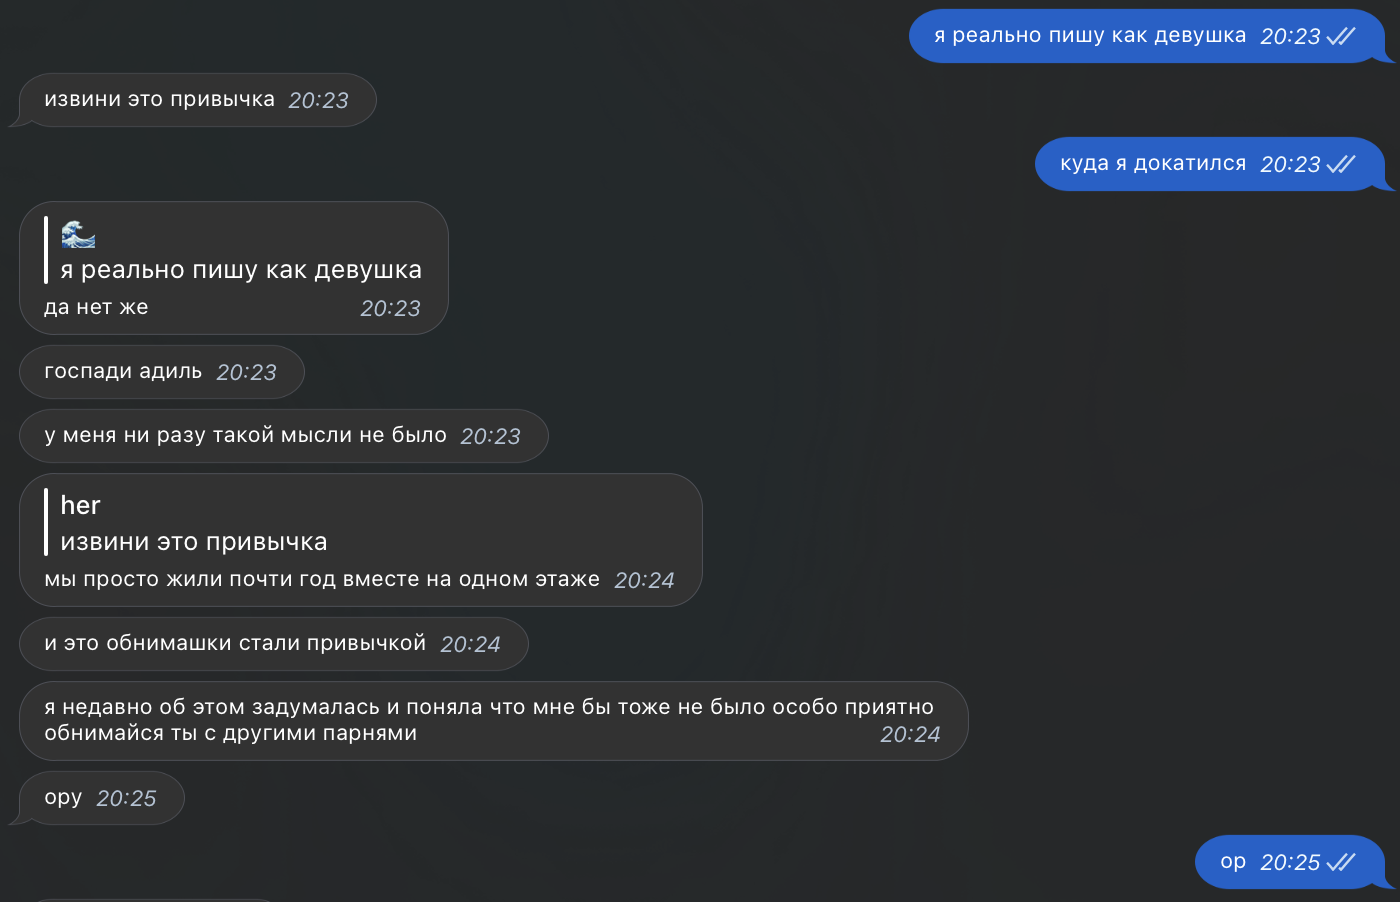 я реально пишу как девушка 20:23
извини это привычка 20:23
куда я докатился 20:23
🌊
я реально пишу как девушка
да нет же 20:23
госпади адиль 20:23
у меня ни разу такой мысли не было 20:23
her
извини это привычка
мы просто жили почти год вместе на одном этаже 20:24
и это обнимашки стали привычкой 20:24
я недавно об этом задумалась и поняла что мне бы тоже не было особо приятно
обнимайся ты с другими парнями 20:24
ору 20:25
ор 20:25